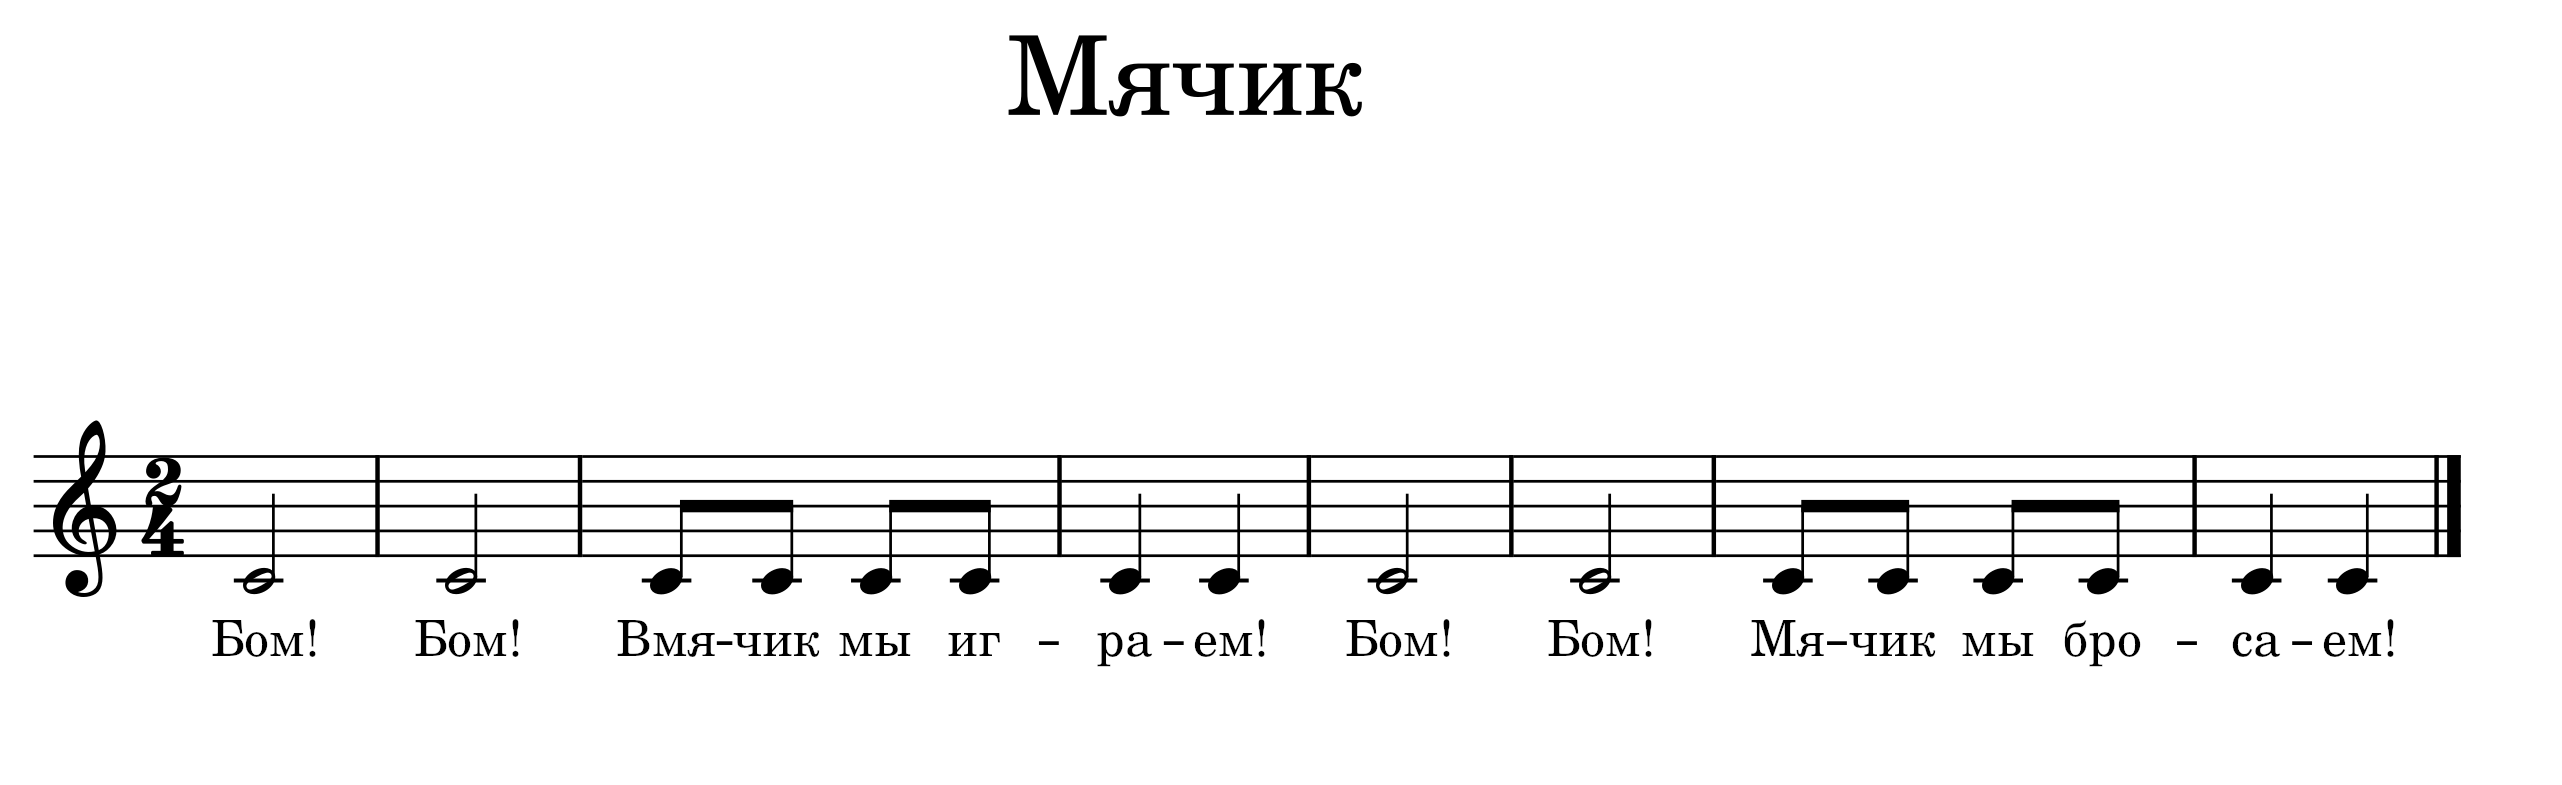 Мячик
2
4
Бом! Бом! Вмя-чик мы иг - ра - ем! Бом! Бом! Мя-чик мы бро - са - ем!